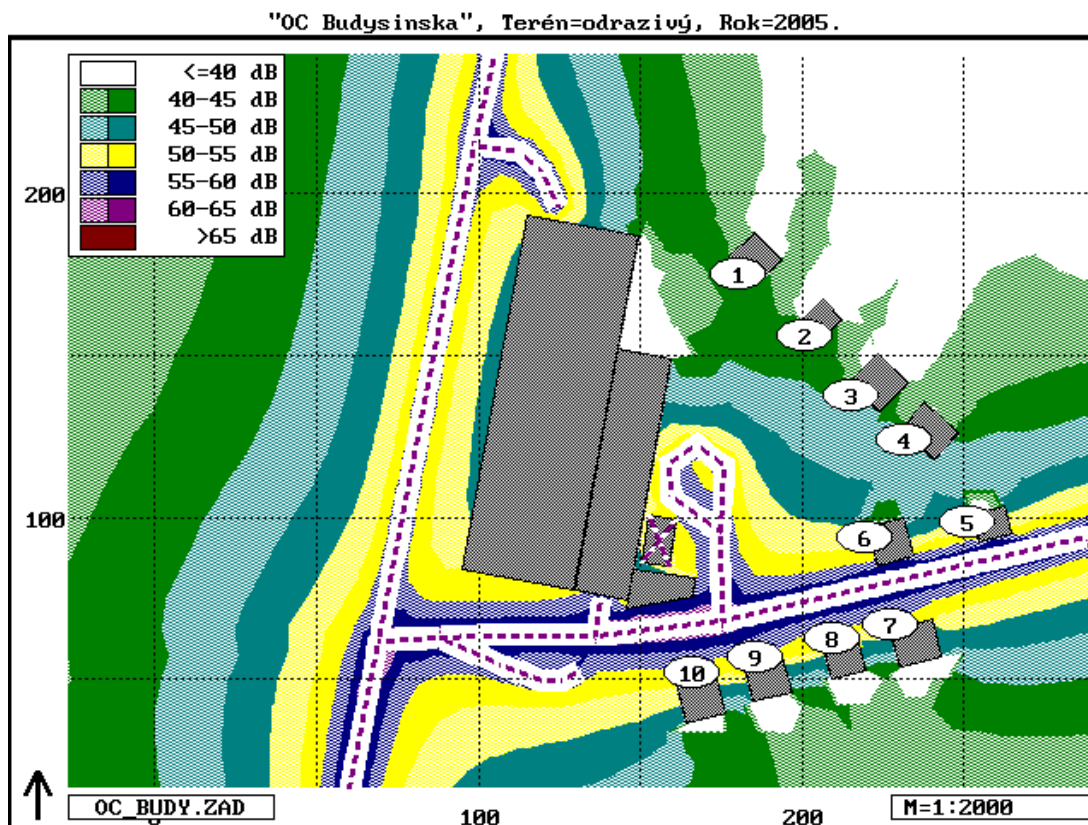 "OC Budysinska", Terén=odrazivý, Rok=2005.
<=40 dB
40-45 dB
45-50 dB
50-55 dB
55-60 dB
60-65 dB
>65 dB
200
100
1
2
3
4
5
6
7
8
9
10
OC_BUDY.ZAD
100
200
M=1:2000